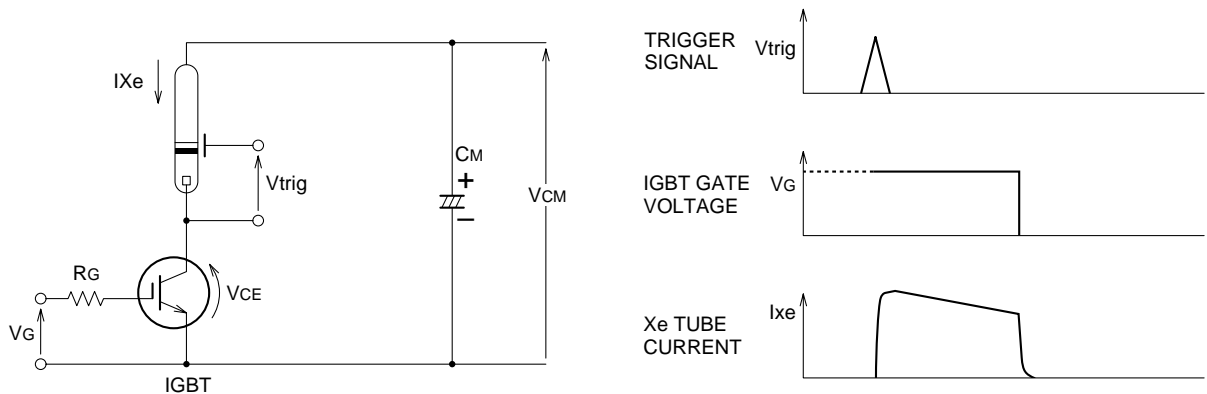 IXe
Vtrig
CM
+
−
VCM
RG
VCE
VG
IGBT
TRIGGER
SIGNAL
Vtrig
IGBT GATE
VOLTAGE
VG
Xe TUBE
CURRENT
Ixe